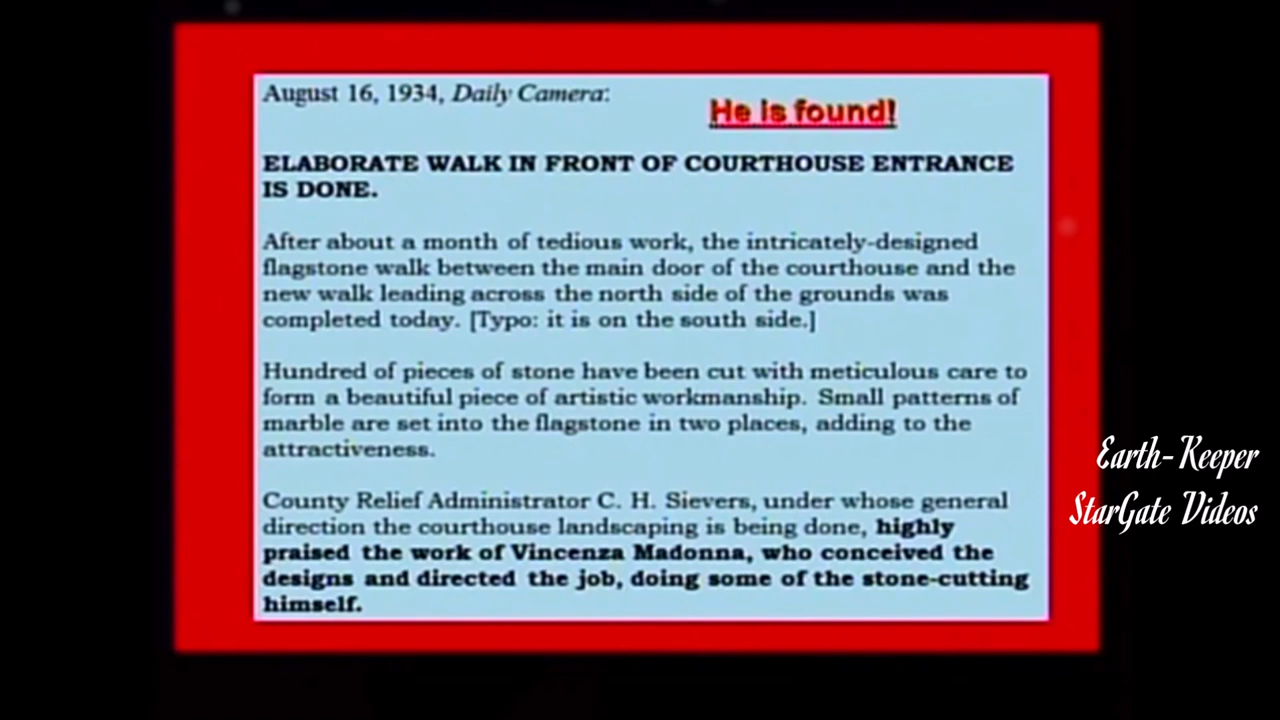 August 16, 1934, Daily Camera:
He is found!
ELABORATE WALK IN FRONT OF COURTHOUSE ENTRANCE
IS DONE.
After about a month of tedious work, the intricately-designed
flagstone walk between the main door of the courthouse and the
new walk leading across the north side of the grounds was
completed today. [Typo: it is on the south side.]
Hundred of pieces of stone have been cut with meticulous care to
form a beautiful piece of artistic workmanship. Small patterns of
marble are set into the flagstone in two places, adding to the
attractiveness.
County Relief Administrator C. H. Sievers, under whose general
direction the courthouse landscaping is being done, highly
praised the work of Vincenza Madonna, who conceived the
designs and directed the job, doing some of the stone-cutting
himself.
Earth-Keeper
StarGate Videos